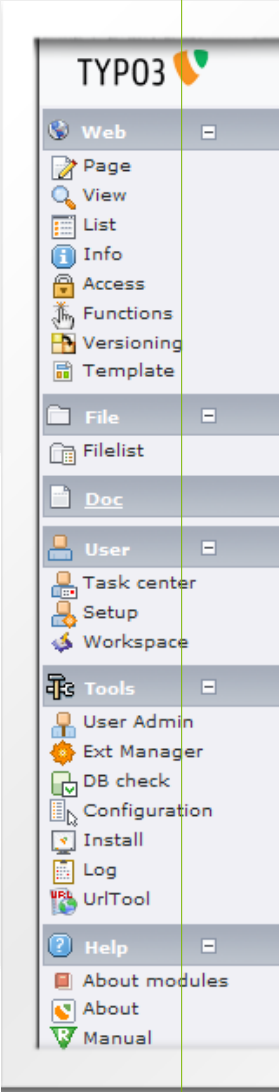 TYPO3
Web
Page
View
List
Info
Access
Functions
Versioning
Template
File
Filelist
Doc
User
Task center
Setup
Workspace
Tools
User Admin
Ext Manager
DB check
Configuration
Install
Log
URL
UrlTool
Help
About modules
About
Manual